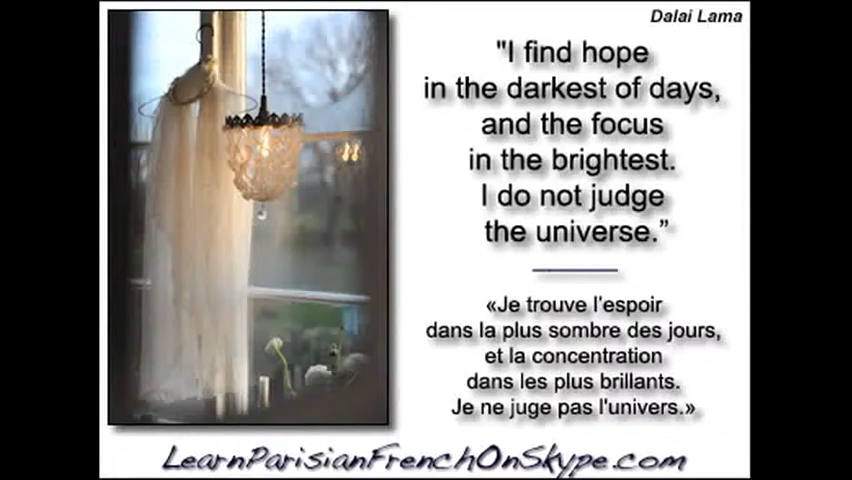 Dalai Lama
"I find hope
in the darkest of days,
and the focus
in the brightest.
I do not judge
the universe.”
«Je trouve l'espoir
dans la plus sombre des jours,
et la concentration
dans les plus brillants.
Je ne juge pas l'univers.»
LearnParisianFrenchOnSkype.com